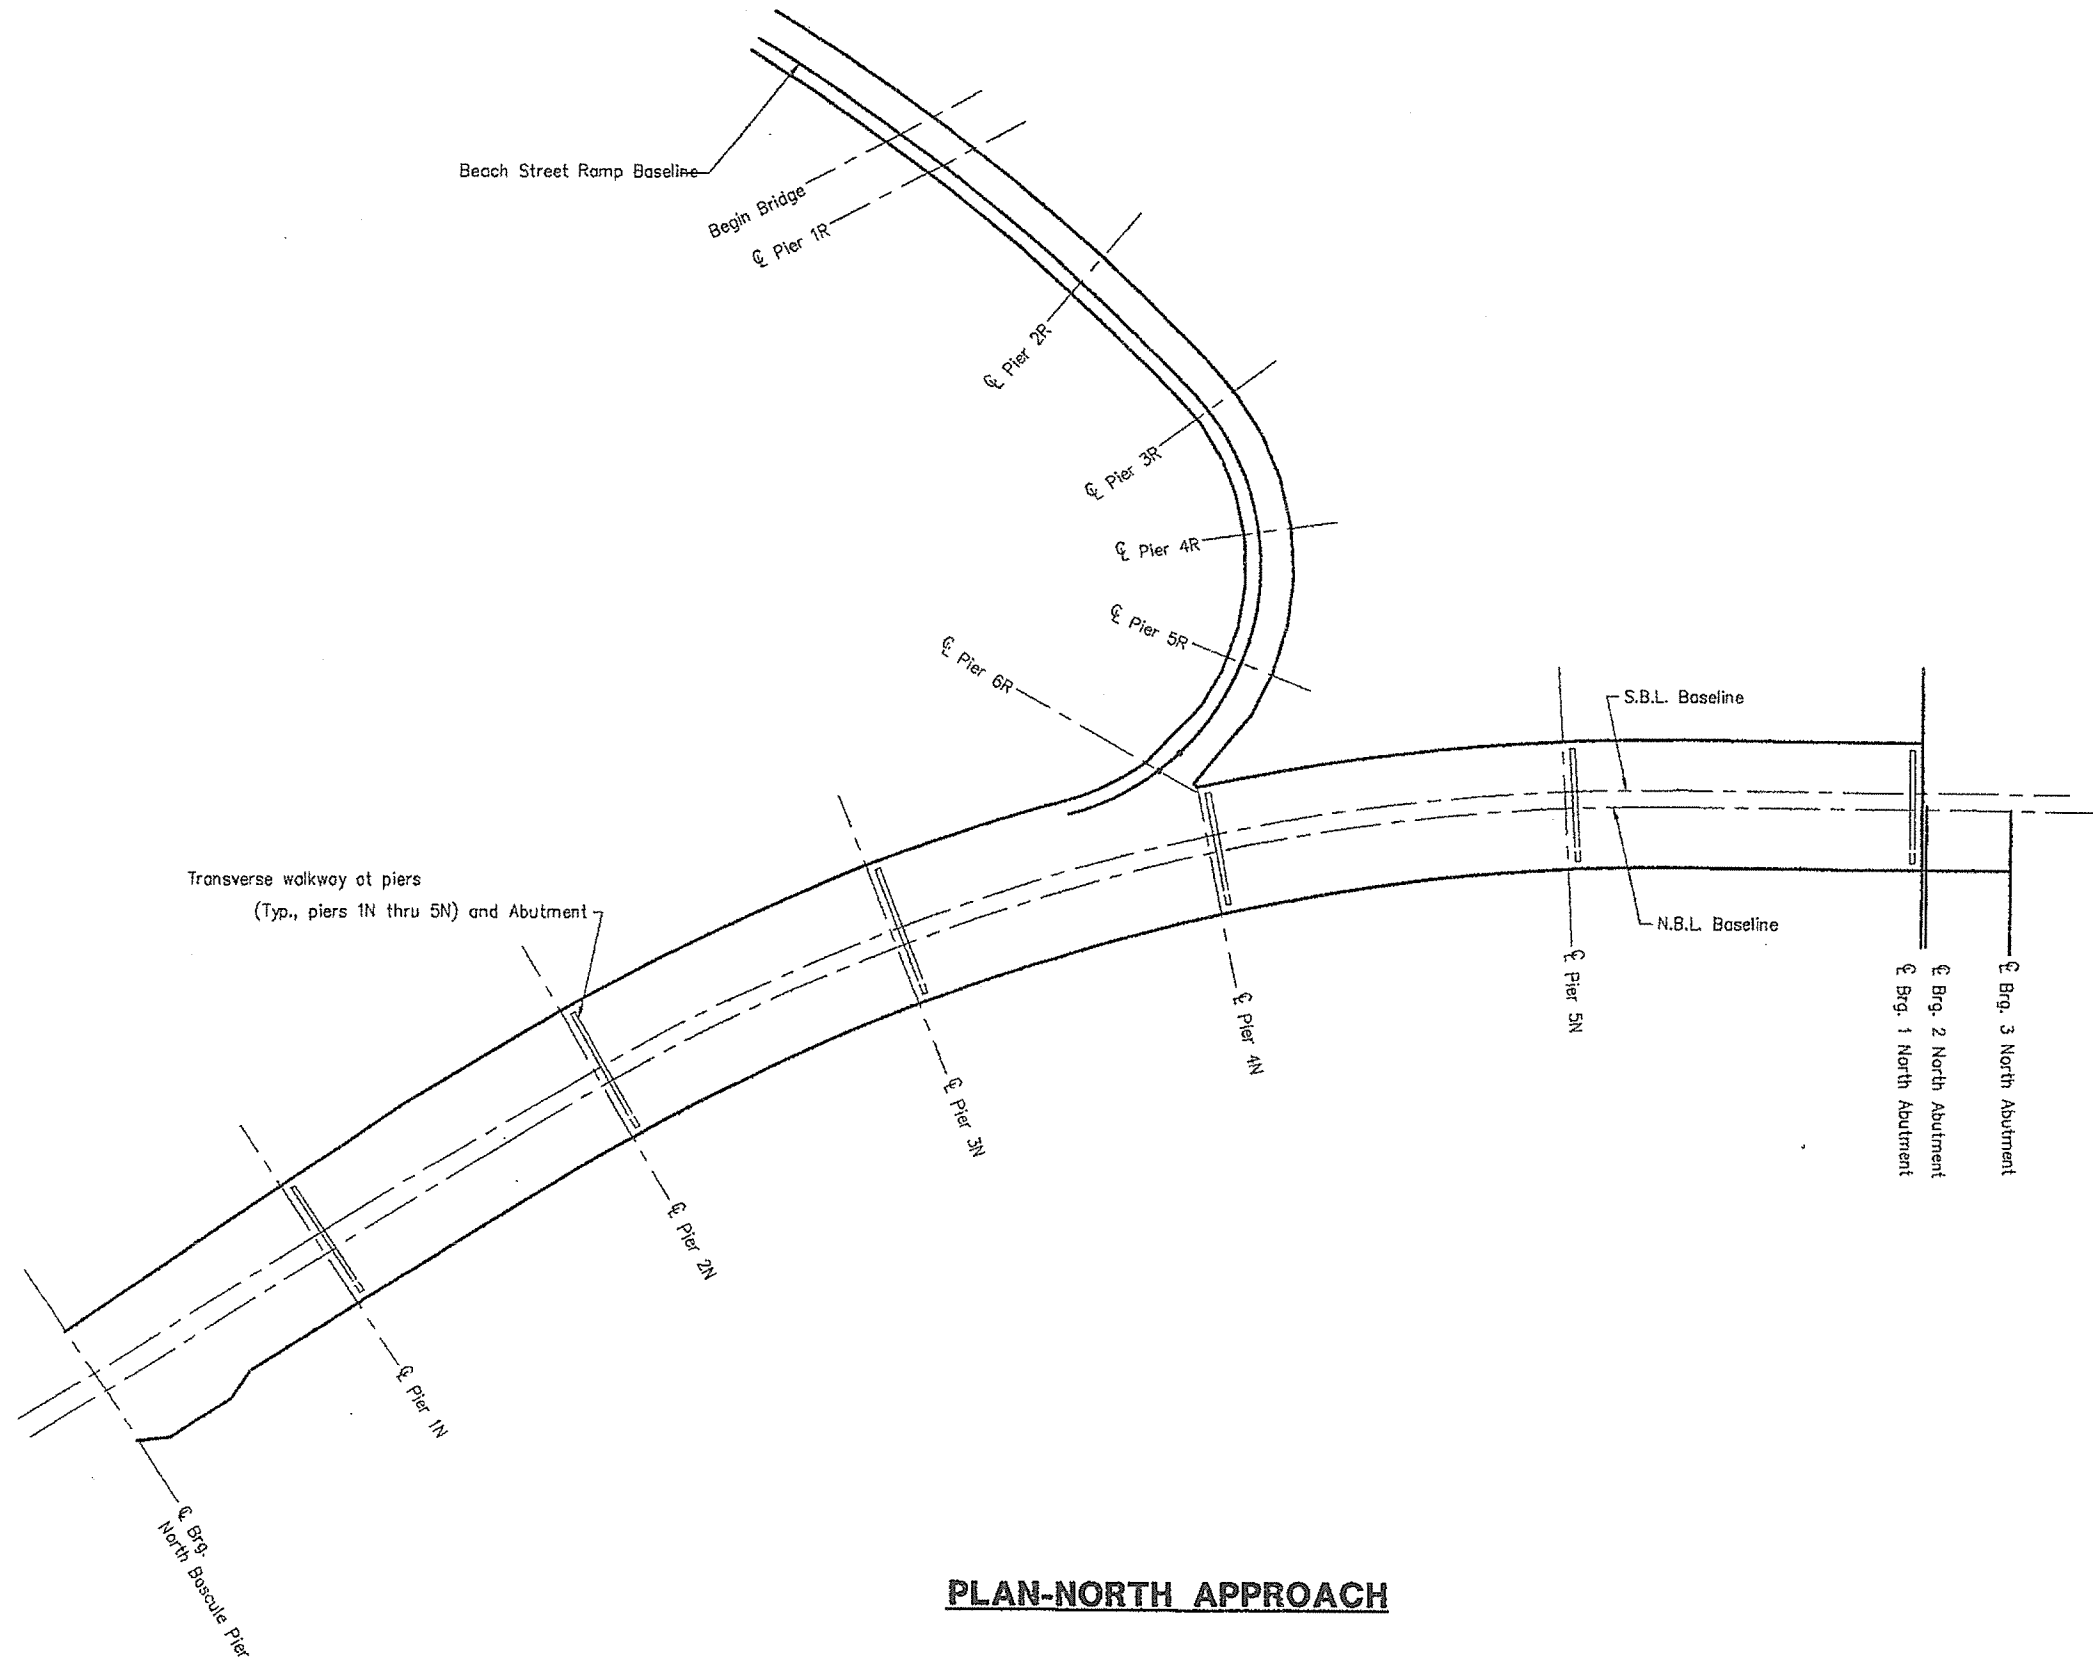 Beach Street Ramp Baseline
Begin Bridge
℄ Pier 1R
℄ Pier 2R
℄ Pier 3R
℄ Pier 4R
℄ Pier 5R
℄ Pier 6R
S.B.L. Baseline
N.B.L. Baseline
Transverse walkway at piers
(Typ., piers 1N thru 5N) and Abutment
℄ Brg.
North Bascule Pier
℄ Pier 1N
℄ Pier 2N
℄ Pier 3N
℄ Pier 4N
℄ Pier 5N
℄ Brg. 1 North Abutment
℄ Brg. 2 North Abutment
℄ Brg. 3 North Abutment
PLAN-NORTH APPROACH